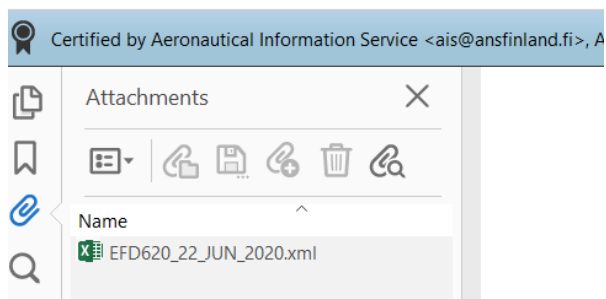 Certified by Aeronautical Information Service <ais@ansfinland.fi>, A
Attachments
Name
EFD620_22_JUN_2020.xml